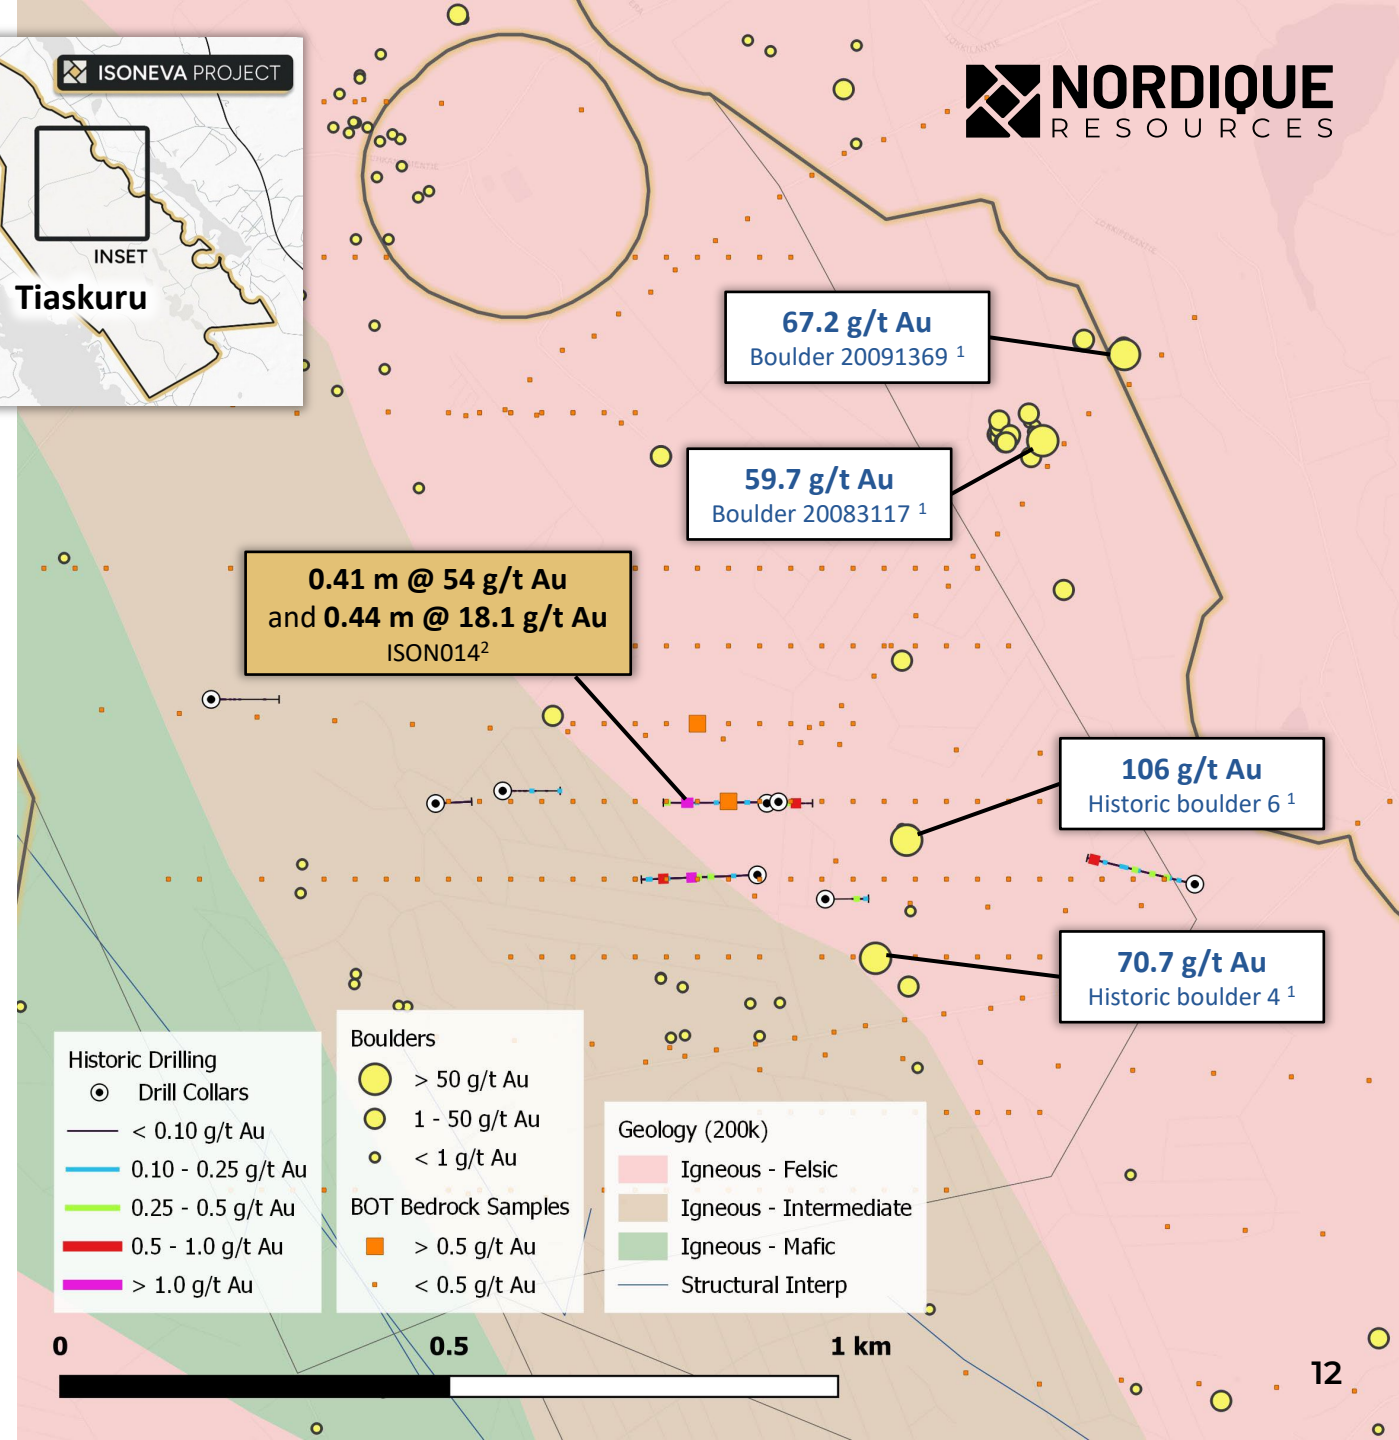 ISONEVA PROJECT
INSET
Tiaskuru
NORDIQUE
RESOURCES
67.2 g/t Au
Boulder 20091369 ¹
59.7 g/t Au
Boulder 20083117 ¹
0.41 m @ 54 g/t Au
and 0.44 m @ 18.1 g/t Au
ISON014²
106 g/t Au
Historic boulder 6 ¹
70.7 g/t Au
Historic boulder 4 ¹
Historic Drilling
Drill Collars
< 0.10 g/t Au
0.10 - 0.25 g/t Au
0.25 - 0.5 g/t Au
0.5 - 1.0 g/t Au
> 1.0 g/t Au
Boulders
> 50 g/t Au
1 - 50 g/t Au
< 1 g/t Au
BOT Bedrock Samples
> 0.5 g/t Au
< 0.5 g/t Au
Geology (200k)
Igneous - Felsic
Igneous - Intermediate
Igneous - Mafic
Structural Interp
0 0.5 1 km
12